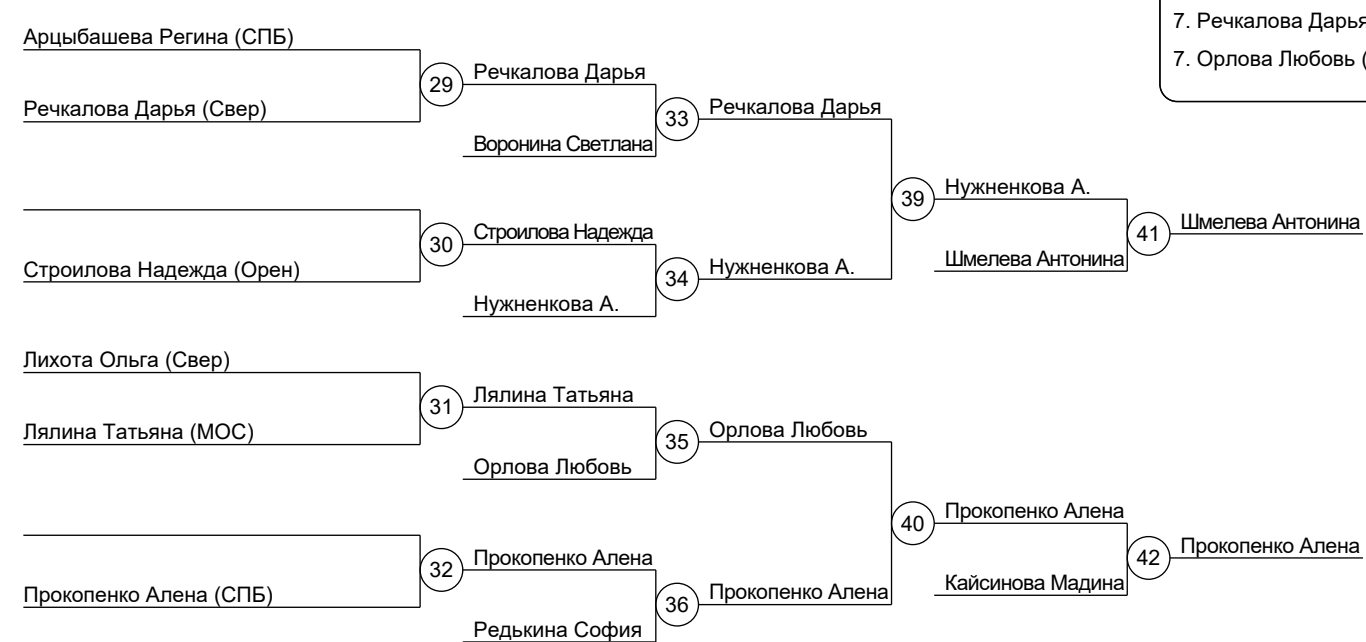 7. Речкалова Дарья
7. Орлова Любовь (
Арцыбашева Регина (СПБ)
29
Речкалова Дарья
Речкалова Дарья (Свер)
33
Речкалова Дарья
Воронина Светлана
39
Нужненкова А.
30
Строилова Надежда
41
Шмелева Антонина
Строилова Надежда (Орен)
34
Нужненкова А.
Шмелева Антонина
Нужненкова А.
Лихота Ольга (Свер)
31
Лялина Татьяна
Лялина Татьяна (МОС)
35
Орлова Любовь
Орлова Любовь
40
Прокопенко Алена
32
Прокопенко Алена
42
Прокопенко Алена
Прокопенко Алена (СПБ)
36
Прокопенко Алена
Кайсинова Мадина
Редькина София